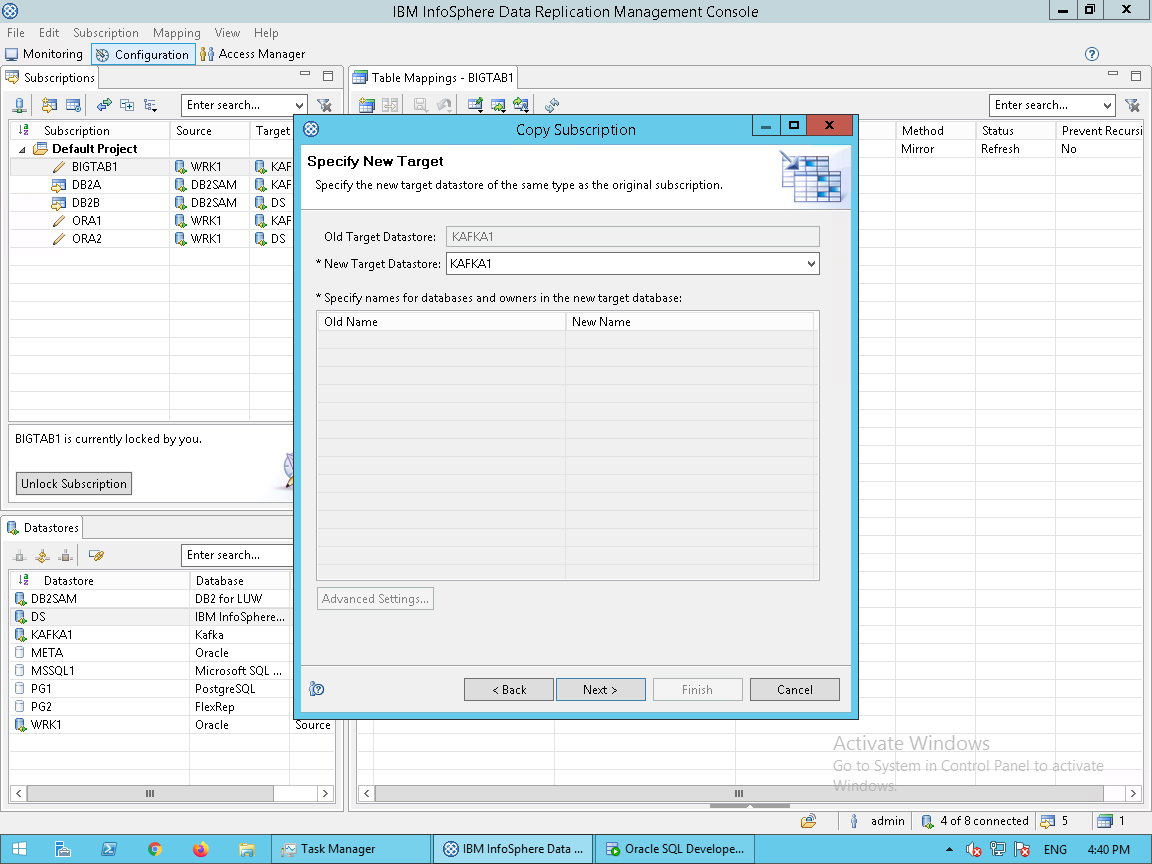 IBM InfoSphere Data Replication Management Console
File Edit Subscription Mapping View Help
Monitoring Configuration Access Manager
Subscriptions
Enter search...
Subscription Source Target
Default Project
BIGTAB1 WRK1 KAF
DB2A DB2SAM KAF
DB2B DB2SAM DS
ORA1 WRK1 KAF
ORA2 WRK1 DS
BIGTAB1 is currently locked by you.
Unlock Subscription
Datastores
Enter search...
Datastore Database
DB2SAM DB2 for LUW
DS IBM InfoSphere...
KAFKA1 Kafka
META Oracle
MSSQL1 Microsoft SQL ...
PG1 PostgreSQL
PG2 FlexRep
WRK1 Oracle Source
Table Mappings - BIGTAB1
Enter search...
Method Status Prevent Recursi
Mirror Refresh No
Copy Subscription
Specify New Target
Specify the new target datastore of the same type as the original subscription.
Old Target Datastore: KAFKA1
* New Target Datastore: KAFKA1
* Specify names for databases and owners in the new target database:
Old Name New Name
Advanced Settings...
< Back Next > Finish Cancel
Activate Windows
Go to System in Control Panel to activate
Windows.
admin 4 of 8 connected 5 1
Task Manager IBM InfoSphere Data ... Oracle SQL Develope... ENG 4:40 PM